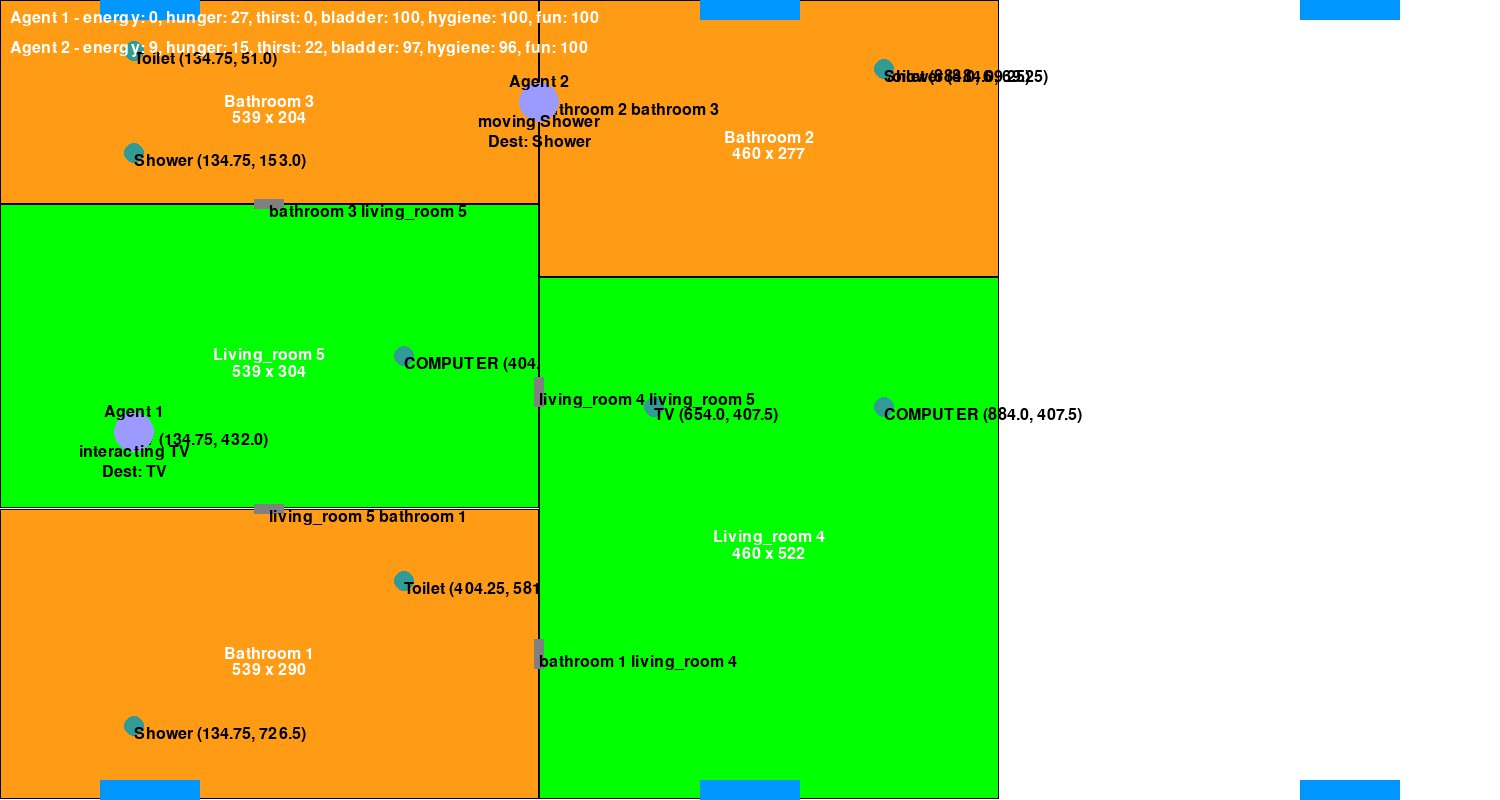 Agent 1 - energy: 0, hunger: 27, thirst: 0, bladder: 100, hygiene: 100, fun: 100
Agent 2 - energy: 9, hunger: 15, thirst: 22, bladder: 97, hygiene: 96, fun: 100
Toilet (134.75, 51.0)
Agent 2
Bathroom 3
539 x 204
throom 2 bathroom 3
moving Shower
Dest: Shower
Bathroom 2
460 x 277
Shower (134.75, 153.0)
bathroom 3 living_room 5
Living_room 5
539 x 304
COMPUTER (404.
living_room 4 living_room 5
Agent 1
TV (654.0, 407.5)
COMPUTER (884.0, 407.5)
(134.75, 432.0)
interacting TV
Dest: TV
living_room 5 bathroom 1
Living_room 4
460 x 522
Toilet (404.25, 581
Bathroom 1
539 x 290
bathroom 1 living_room 4
Shower (134.75, 726.5)